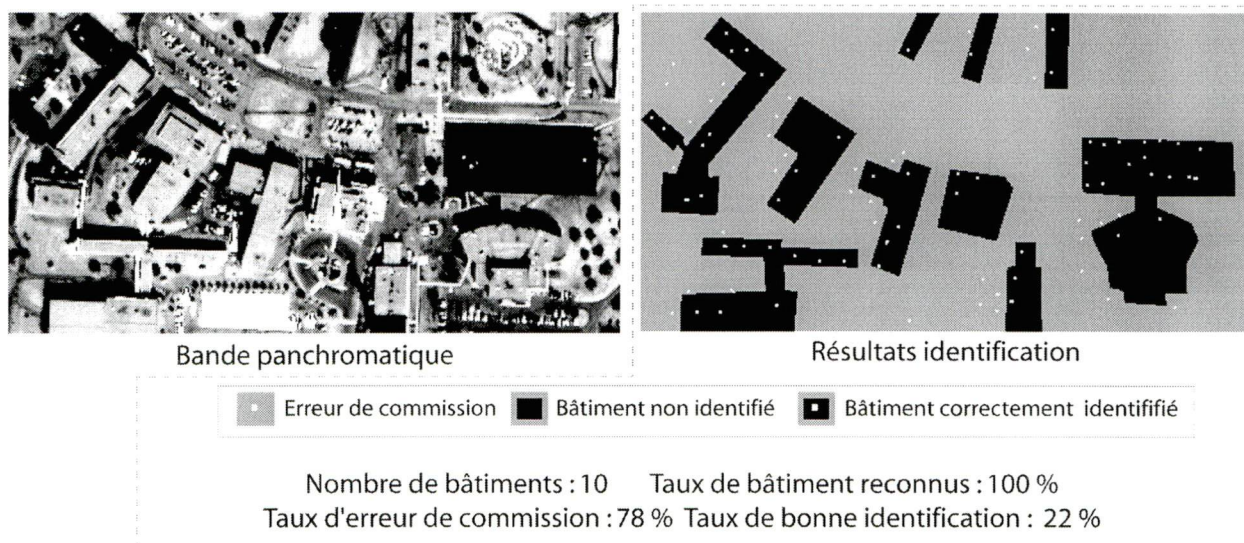 Bande panchromatique
Résultats identification
Erreur de commission
Bâtiment non identifié
Bâtiment correctement identififié
Nombre de bâtiments : 10 Taux de bâtiment reconnus : 100 %
Taux d'erreur de commission : 78 % Taux de bonne identification : 22 %